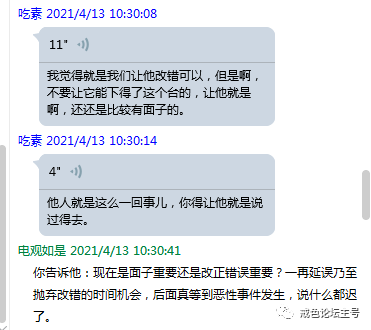 吃素 2021/4/13 10:30:08
11"
我觉得就是我们让他改错可以，但是啊，
不要让它能下得了这个台的，让他就是
啊，还还是比较有面子的。
吃素 2021/4/13 10:30:14
4"
他人就是这么一回事儿，你得让他就是说
过得去。
电观如是 2021/4/13 10:30:41
你告诉他：现在是面子重要还是改正错误重要？一再延误乃至
抛弃改错的时间机会，后面真等到恶性事件发生，说什么都迟
了。
戒色论坛主号